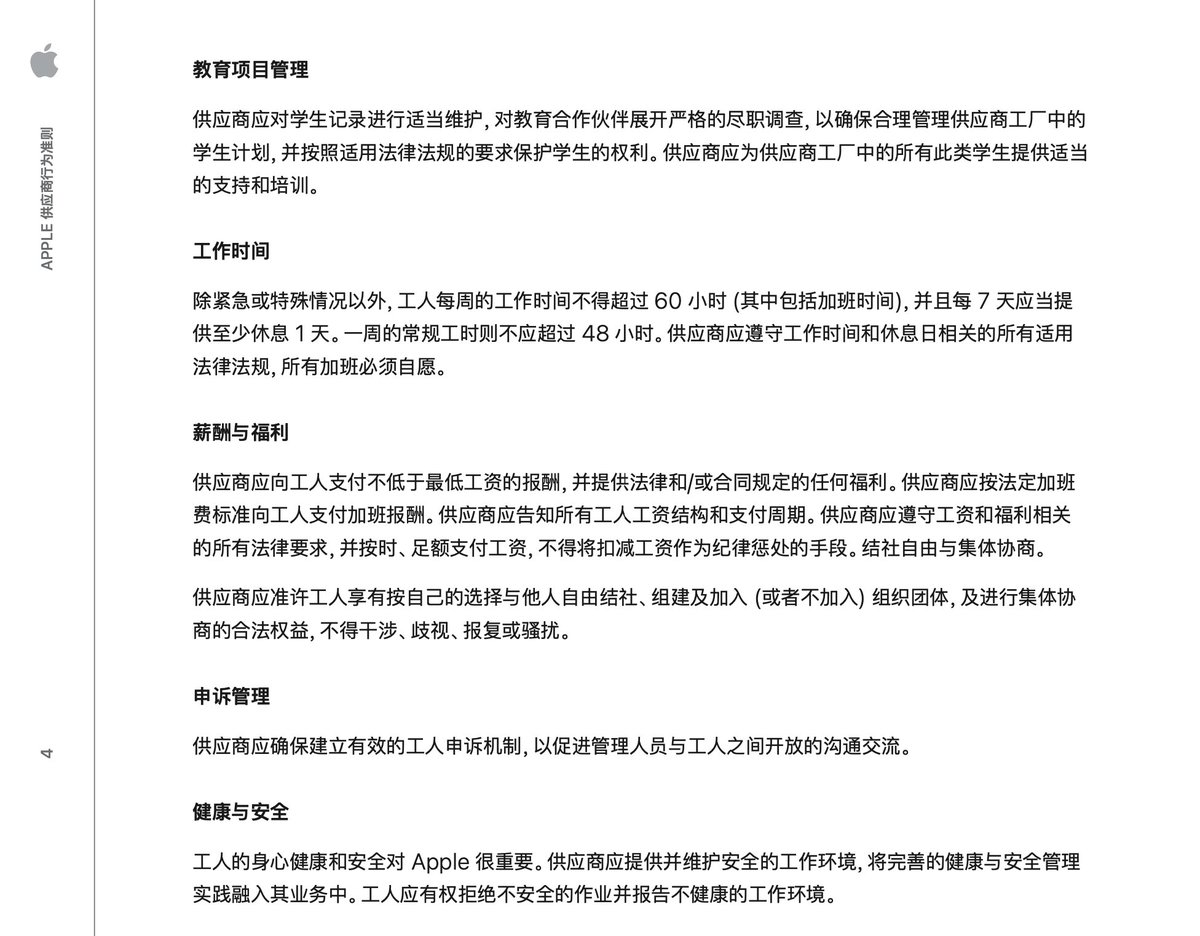 APPLE 供应商行为准则
教育项目管理
供应商应对学生记录进行适当维护, 对教育合作伙伴展开严格的尽职调查, 以确保合理管理供应商工厂中的
学生计划, 并按照适用法律法规的要求保护学生的权利。供应商应为供应商工厂中的所有此类学生提供适当
的支持和培训。
工作时间
除紧急或特殊情况以外, 工人每周的工作时间不得超过 60 小时 (其中包括加班时间), 并且每 7 天应当提
供至少休息 1 天。一周的常规工时则不应超过 48 小时。供应商应遵守工作时间和休息日相关的所有适用
法律法规, 所有加班必须自愿。
薪酬与福利
供应商应向工人支付不低于最低工资的报酬, 并提供法律和/或合同规定的任何福利。供应商应按法定加班
费标准向工人支付加班报酬。供应商应告知所有工人工资结构和支付周期。供应商应遵守工资和福利相关
的所有法律要求, 并按时、足额支付工资, 不得将扣减工资作为纪律惩处的手段。结社自由与集体协商。
供应商应准许工人享有按自己的选择与他人自由结社、组建及加入 (或者不加入) 组织团体, 及进行集体协
商的合法权益, 不得干涉、歧视、报复或骚扰。
申诉管理
供应商应确保建立有效的工人申诉机制, 以促进管理人员与工人之间开放的沟通交流。
健康与安全
工人的身心健康和安全对 Apple 很重要。供应商应提供并维护安全的工作环境, 将完善的健康与安全管理
实践融入其业务中。工人应有权拒绝不安全的作业并报告不健康的工作环境。
4